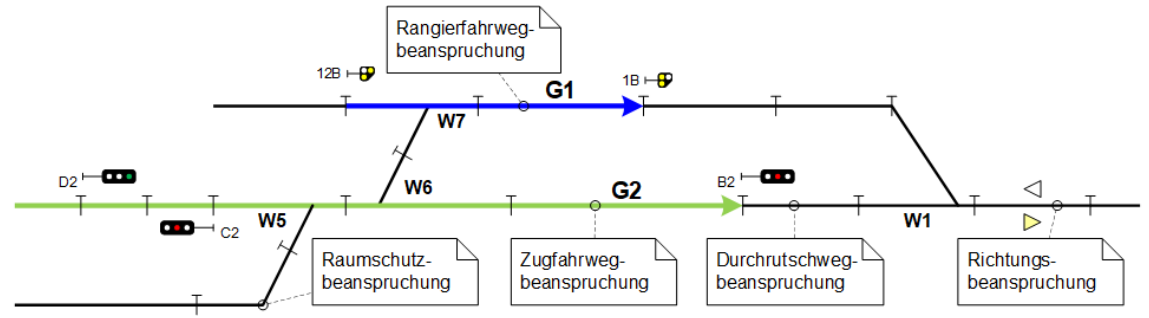 Rangierfahrweg-
beanspruchung
12B
1B
G1
W7
D2
W6
G2
B2
W5
C2
W1
Raumschutz-
beanspruchung
Zugfahrweg-
beanspruchung
Durchrutschweg-
beanspruchung
Richtungs-
beanspruchung